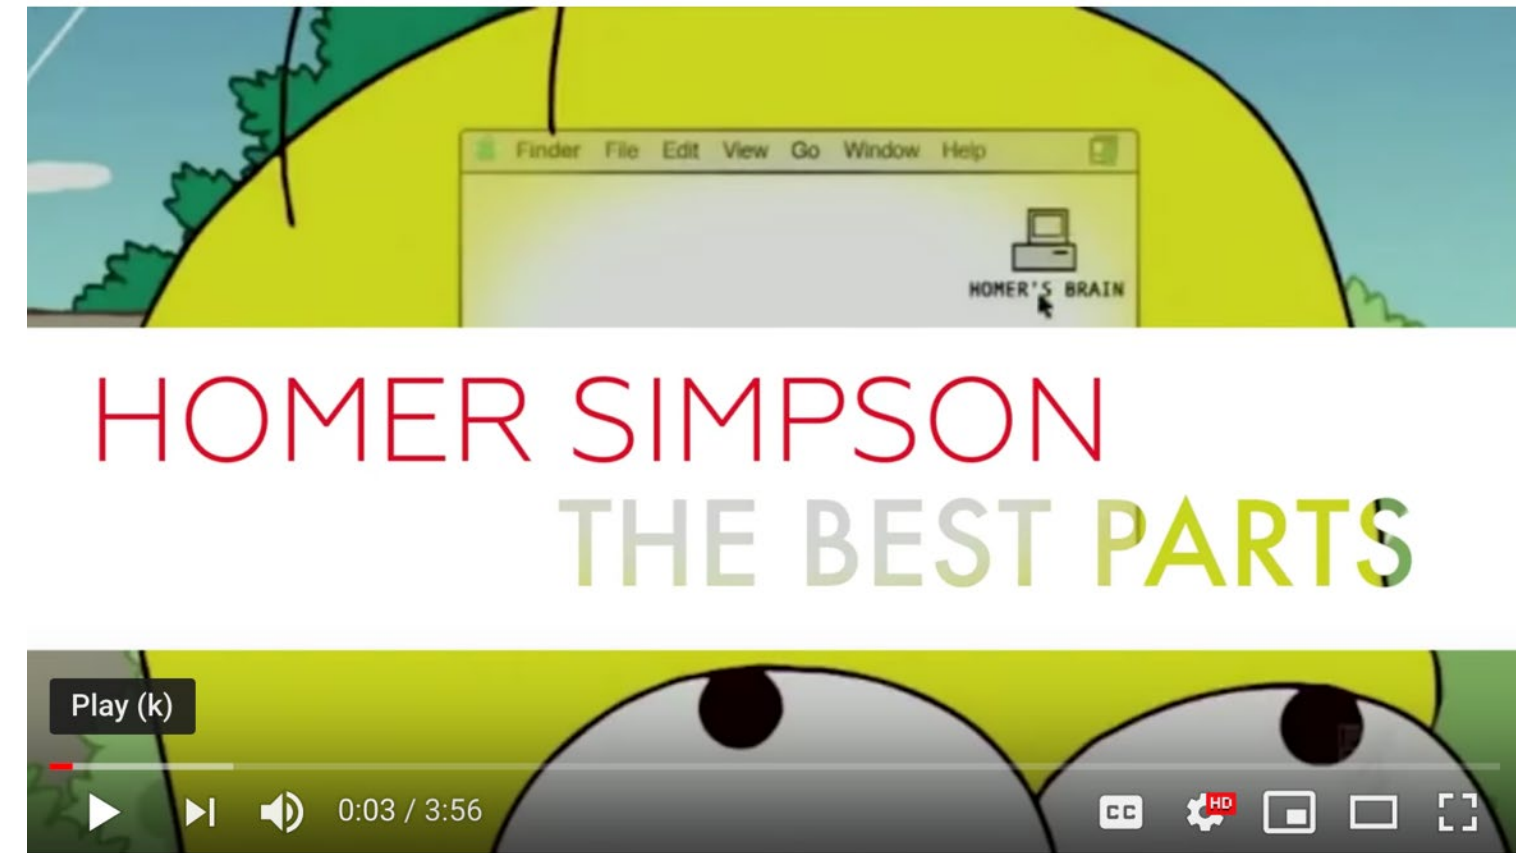 Finder File Edit View Go Window Help
HOMER'S BRAIN
HOMER SIMPSON
THE BEST PARTS
Play (k)
0:03 / 3:56
CC
HD